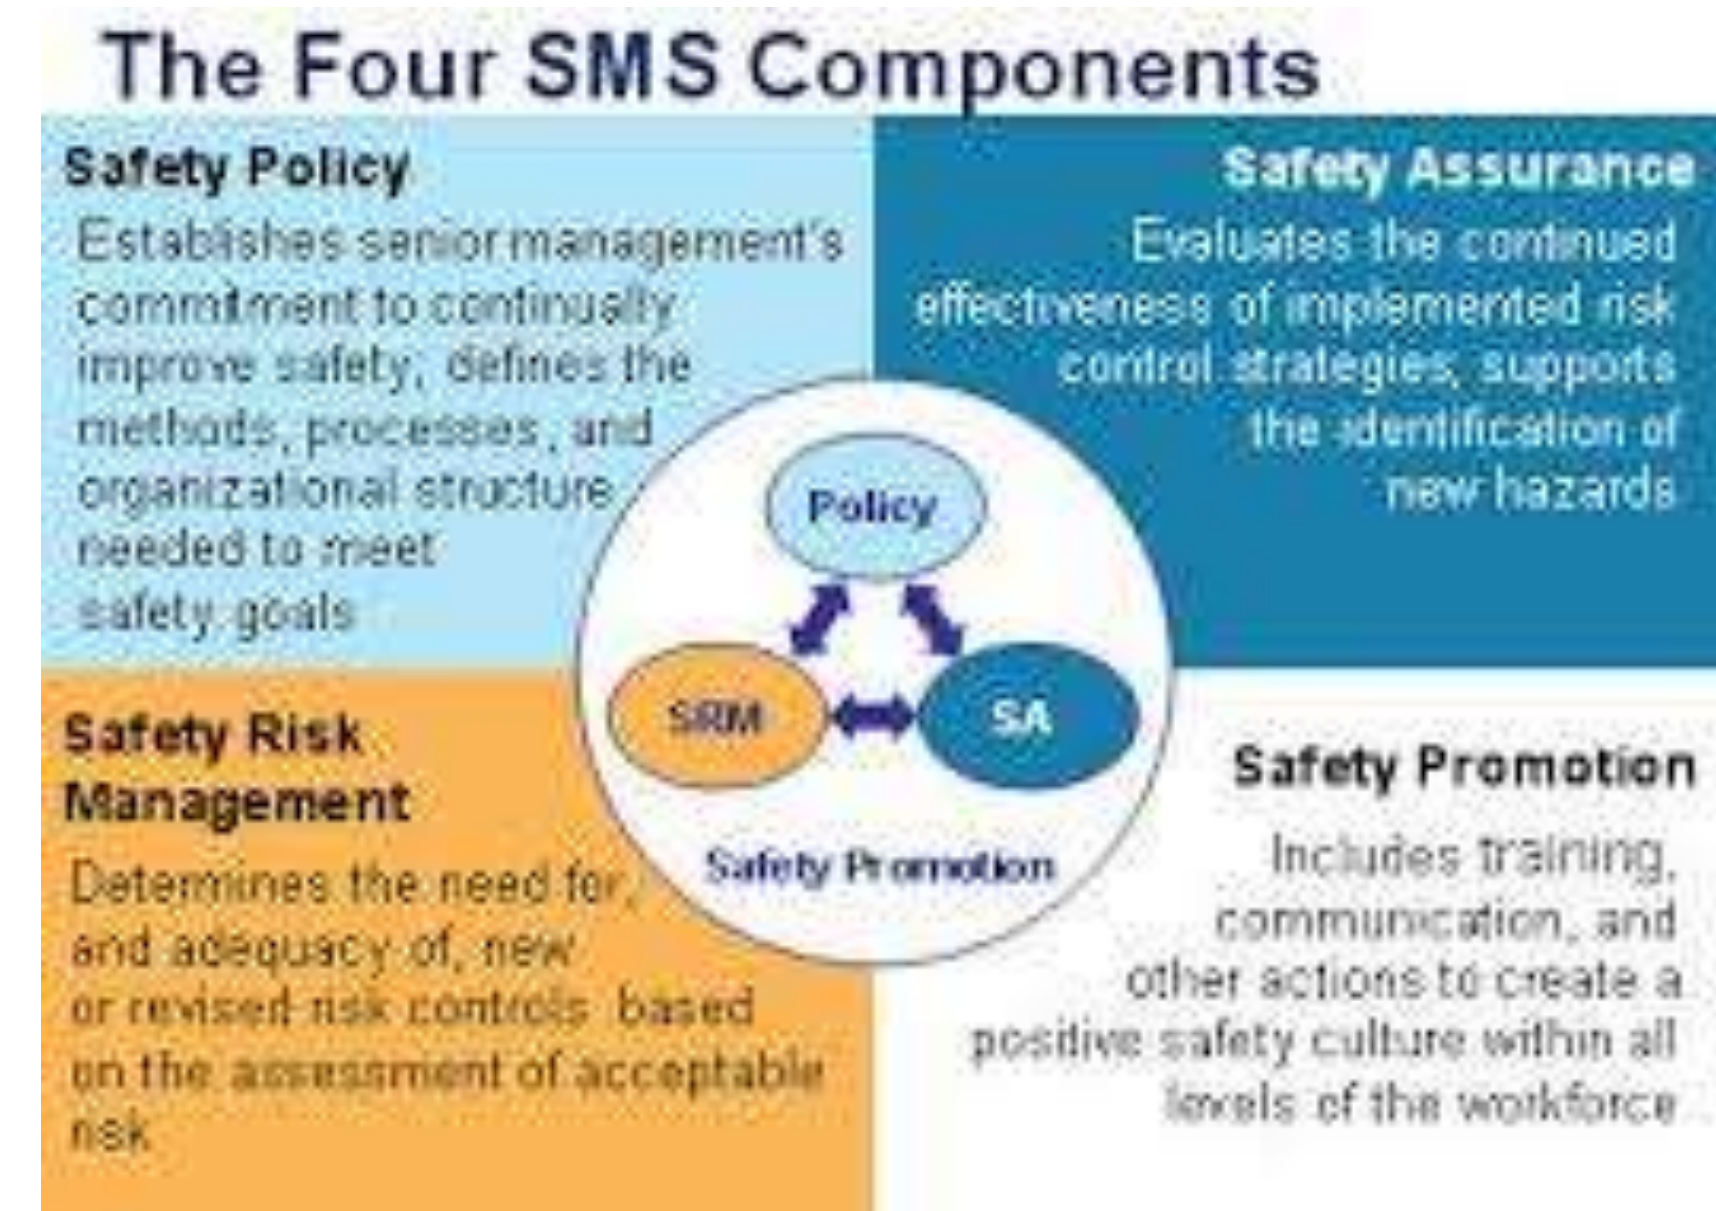 The Four SMS Components
Safety Policy
Establishes senior management's
commitment to continually
improve safety, defines the
methods, processes, and
organizational structure
needed to meet
safety goals
Safety Assurance
Evaluates the continued
effectiveness of implemented risk
control strategies; supports
the identification of
new hazards
Policy
SRM
SA
Safety Promotion
Safety Risk
Management
Determines the need for,
and adequacy of, new
or revised risk controls based
on the assessment of acceptable
risk
Safety Promotion
Includes training,
communication, and
other actions to create a
positive safety culture within all
levels of the workforce